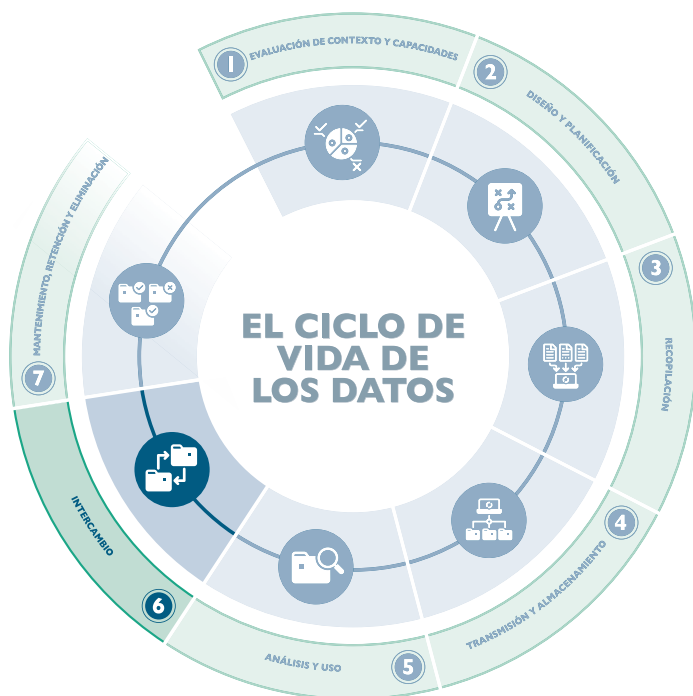 EL CICLO DE
VIDA DE
LOS DATOS
1 EVALUACIÓN DE CONTEXTO Y CAPACIDADES
2 DISEÑO Y PLANIFICACIÓN
3 RECOPILACIÓN
4 TRANSMISIÓN Y ALMACENAMIENTO
5 ANÁLISIS Y USO
6 INTERCAMBIO
7 MANTENIMIENTO, RETENCIÓN Y ELIMINACIÓN